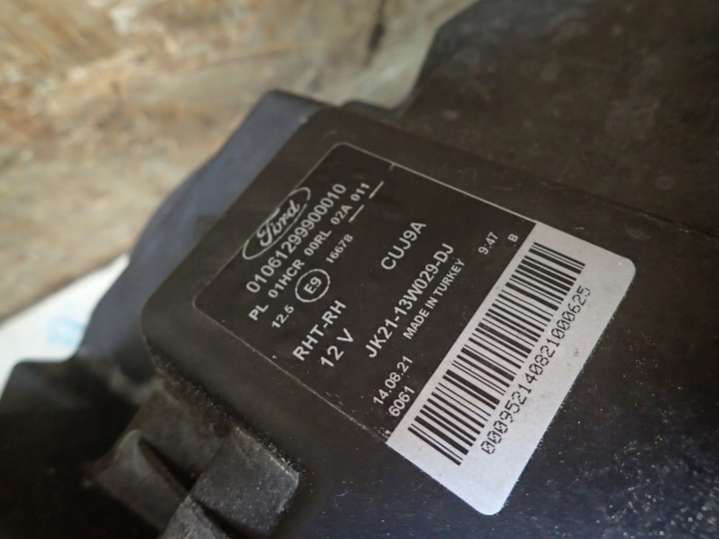 Ford
01061299900010
PL 01HCR 00RL 02A 011
12.5 E9 16678
RHT-RH CUJ9A
12 V
JK21-13W029-DJ
MADE IN TURKEY
14.08.21 9:47
6061 B
000952140821000625